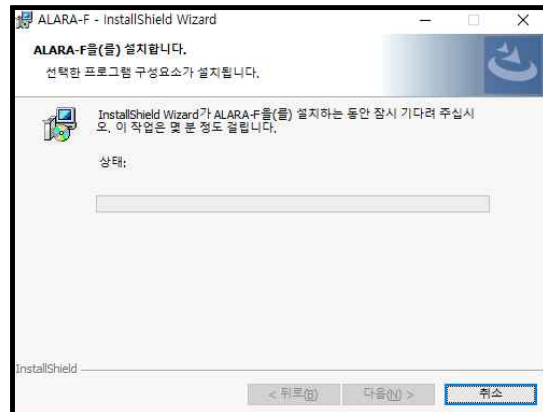 ALARA-F - InstallShield Wizard
ALARA-F을(를) 설치합니다.
선택한 프로그램 구성요소가 설치됩니다.
InstallShield Wizard가 ALARA-F을(를) 설치하는 동안 잠시 기다려 주십시
오. 이 작업은 몇 분 정도 걸립니다.
상태:
InstallShield
< 뒤로(B) 다음(N) > 취소